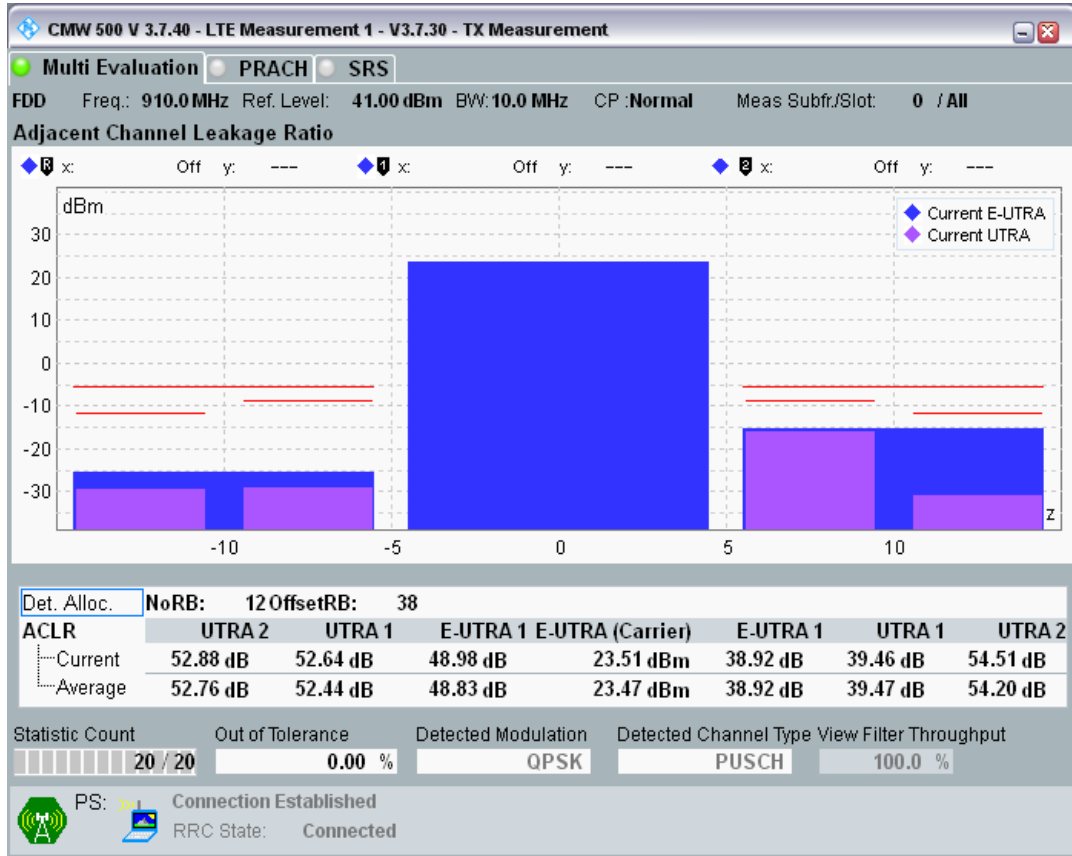 CMW 500 V 3.7.40 - LTE Measurement 1 - V3.7.30 - TX Measurement
Multi Evaluation PRACH SRS
FDD Freq.: 910.0 MHz Ref. Level: 41.00 dBm BW: 10.0 MHz CP :Normal Meas Subfr./Slot: 0 / All
Adjacent Channel Leakage Ratio
R x: Off y: --- 1 x: Off y: --- 2 x: Off y: ---
dBm
Current E-UTRA
Current UTRA
30
20
10
0
-10
-20
-30
z
-10 -5 0 5 10
Det. Alloc. NoRB: 12 OffsetRB: 38
ACLR UTRA 2 UTRA 1 E-UTRA 1 E-UTRA (Carrier) E-UTRA 1 UTRA 1 UTRA 2
Current 52.88 dB 52.64 dB 48.98 dB 23.51 dBm 38.92 dB 39.46 dB 54.51 dB
Average 52.76 dB 52.44 dB 48.83 dB 23.47 dBm 38.92 dB 39.47 dB 54.20 dB
Statistic Count Out of Tolerance Detected Modulation Detected Channel Type View Filter Throughput
20 / 20 0.00 % QPSK PUSCH 100.0 %
PS: Connection Established
RRC State: Connected